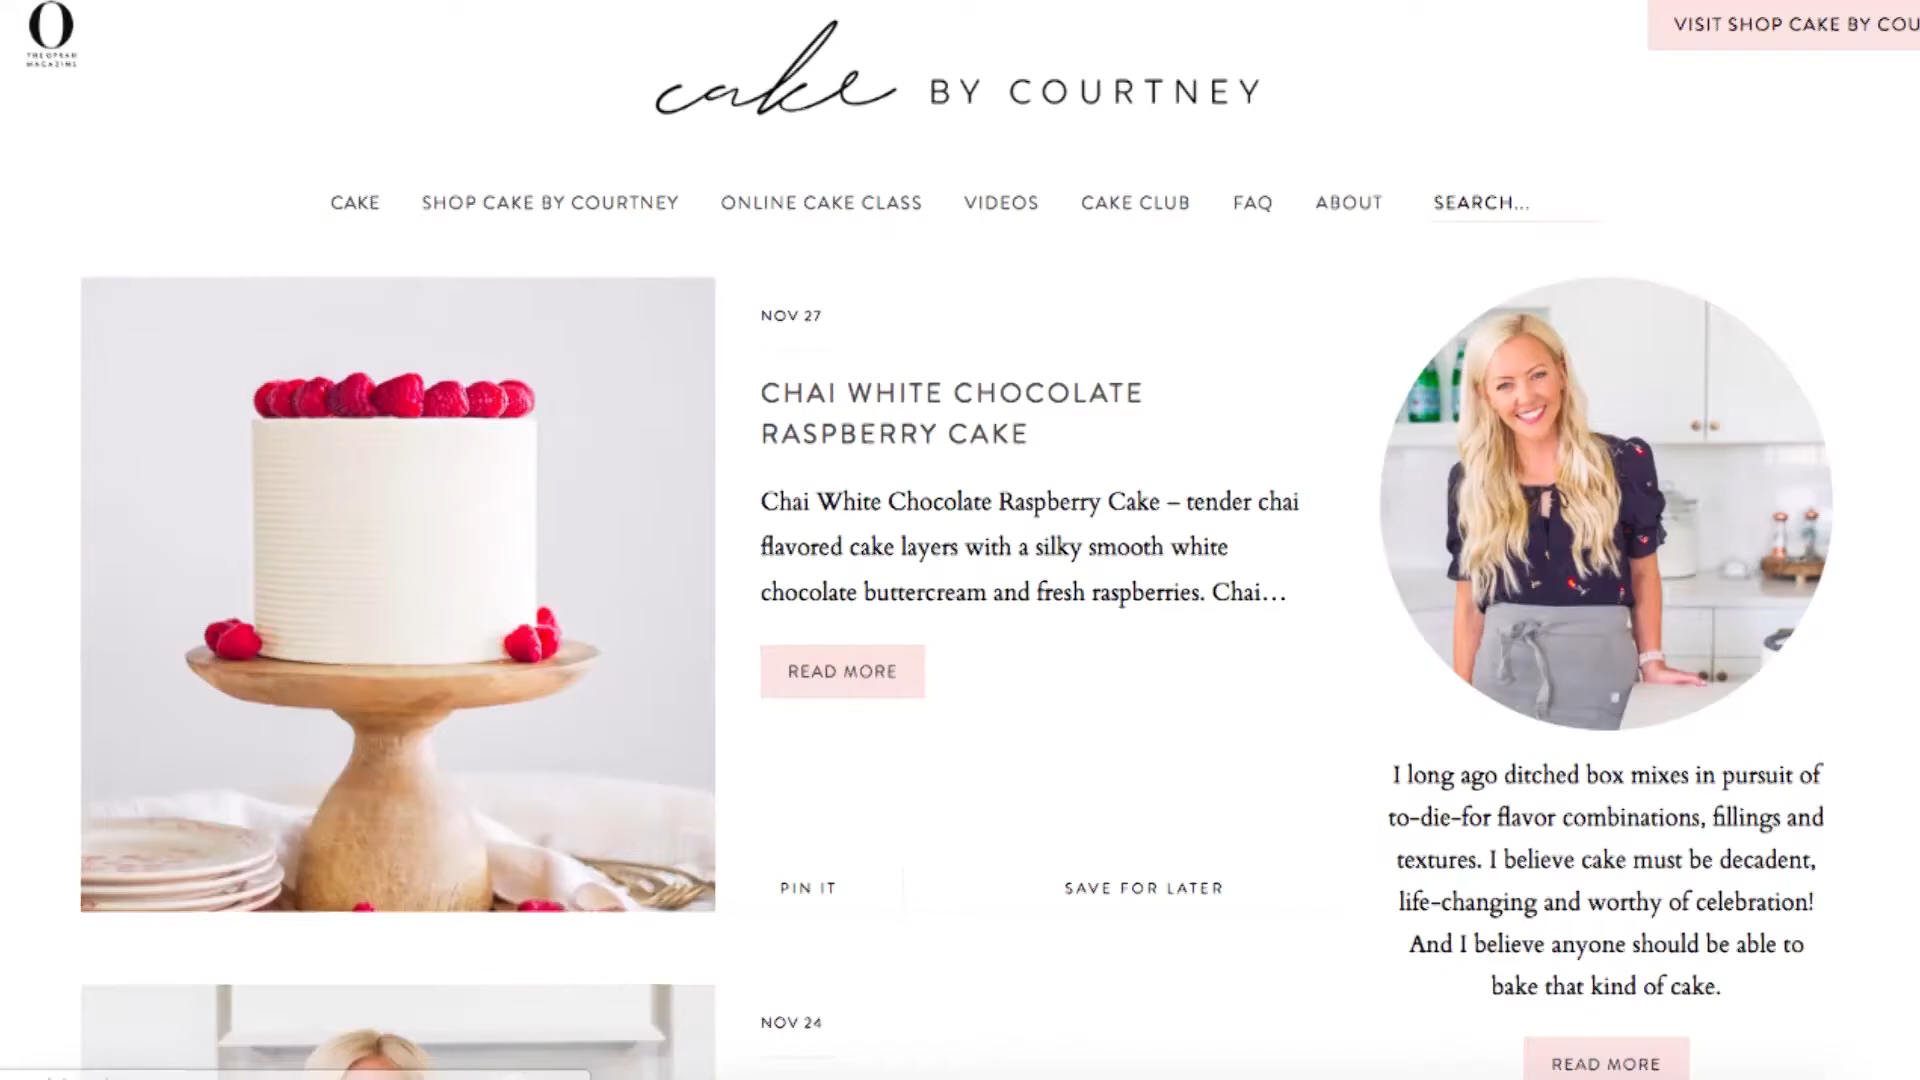 O
THE OPRAH
MAGAZINE
VISIT SHOP CAKE BY COU
cake BY COURTNEY
CAKE SHOP CAKE BY COURTNEY ONLINE CAKE CLASS VIDEOS CAKE CLUB FAQ ABOUT SEARCH...
NOV 27
CHAI WHITE CHOCOLATE
RASPBERRY CAKE
Chai White Chocolate Raspberry Cake – tender chai
flavored cake layers with a silky smooth white
chocolate buttercream and fresh raspberries. Chai…
READ MORE
PIN IT
SAVE FOR LATER
I long ago ditched box mixes in pursuit of
to-die-for flavor combinations, fillings and
textures. I believe cake must be decadent,
life-changing and worthy of celebration!
And I believe anyone should be able to
bake that kind of cake.
READ MORE
NOV 24